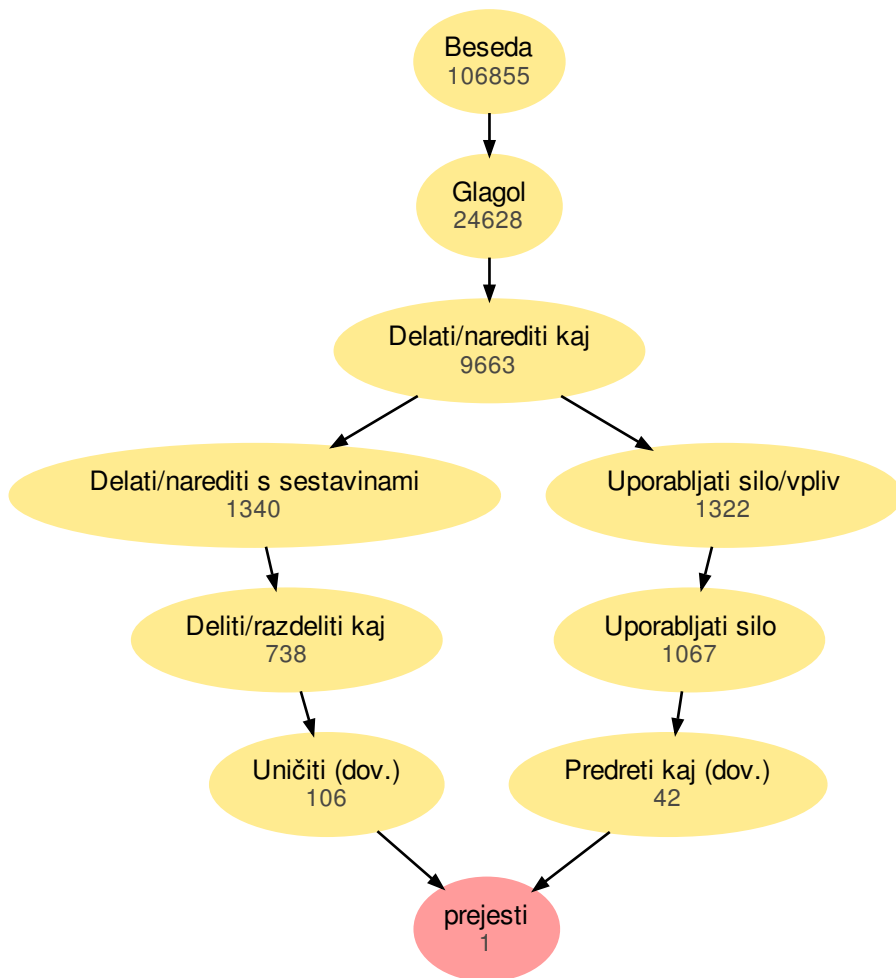 Beseda
106855
Glagol
24628
Delati/narediti kaj
9663
Delati/narediti s sestavinami
1340
Uporabljati silo/vpliv
1322
Deliti/razdeliti kaj
738
Uporabljati silo
1067
Uničiti (dov.)
106
Predreti kaj (dov.)
42
prejesti
1